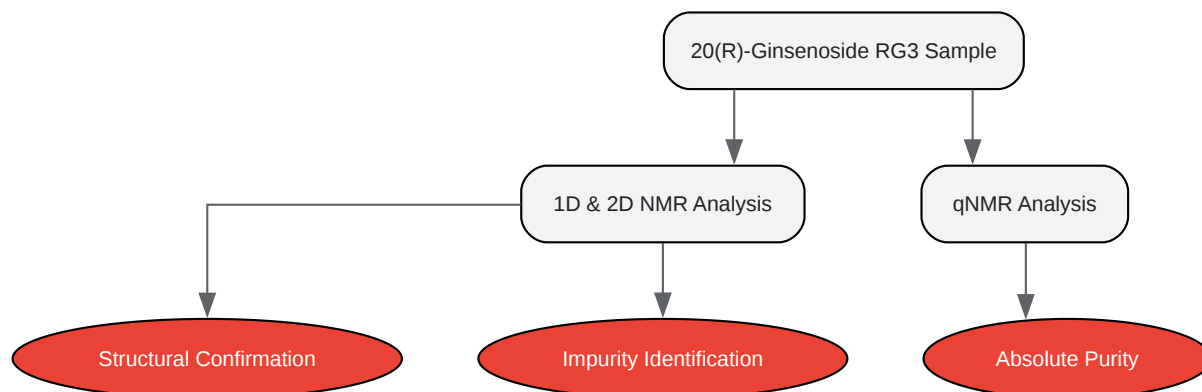 20(R)-Ginsenoside RG3 Sample
1D & 2D NMR Analysis
qNMR Analysis
Structural Confirmation
Impurity Identification
Absolute Purity